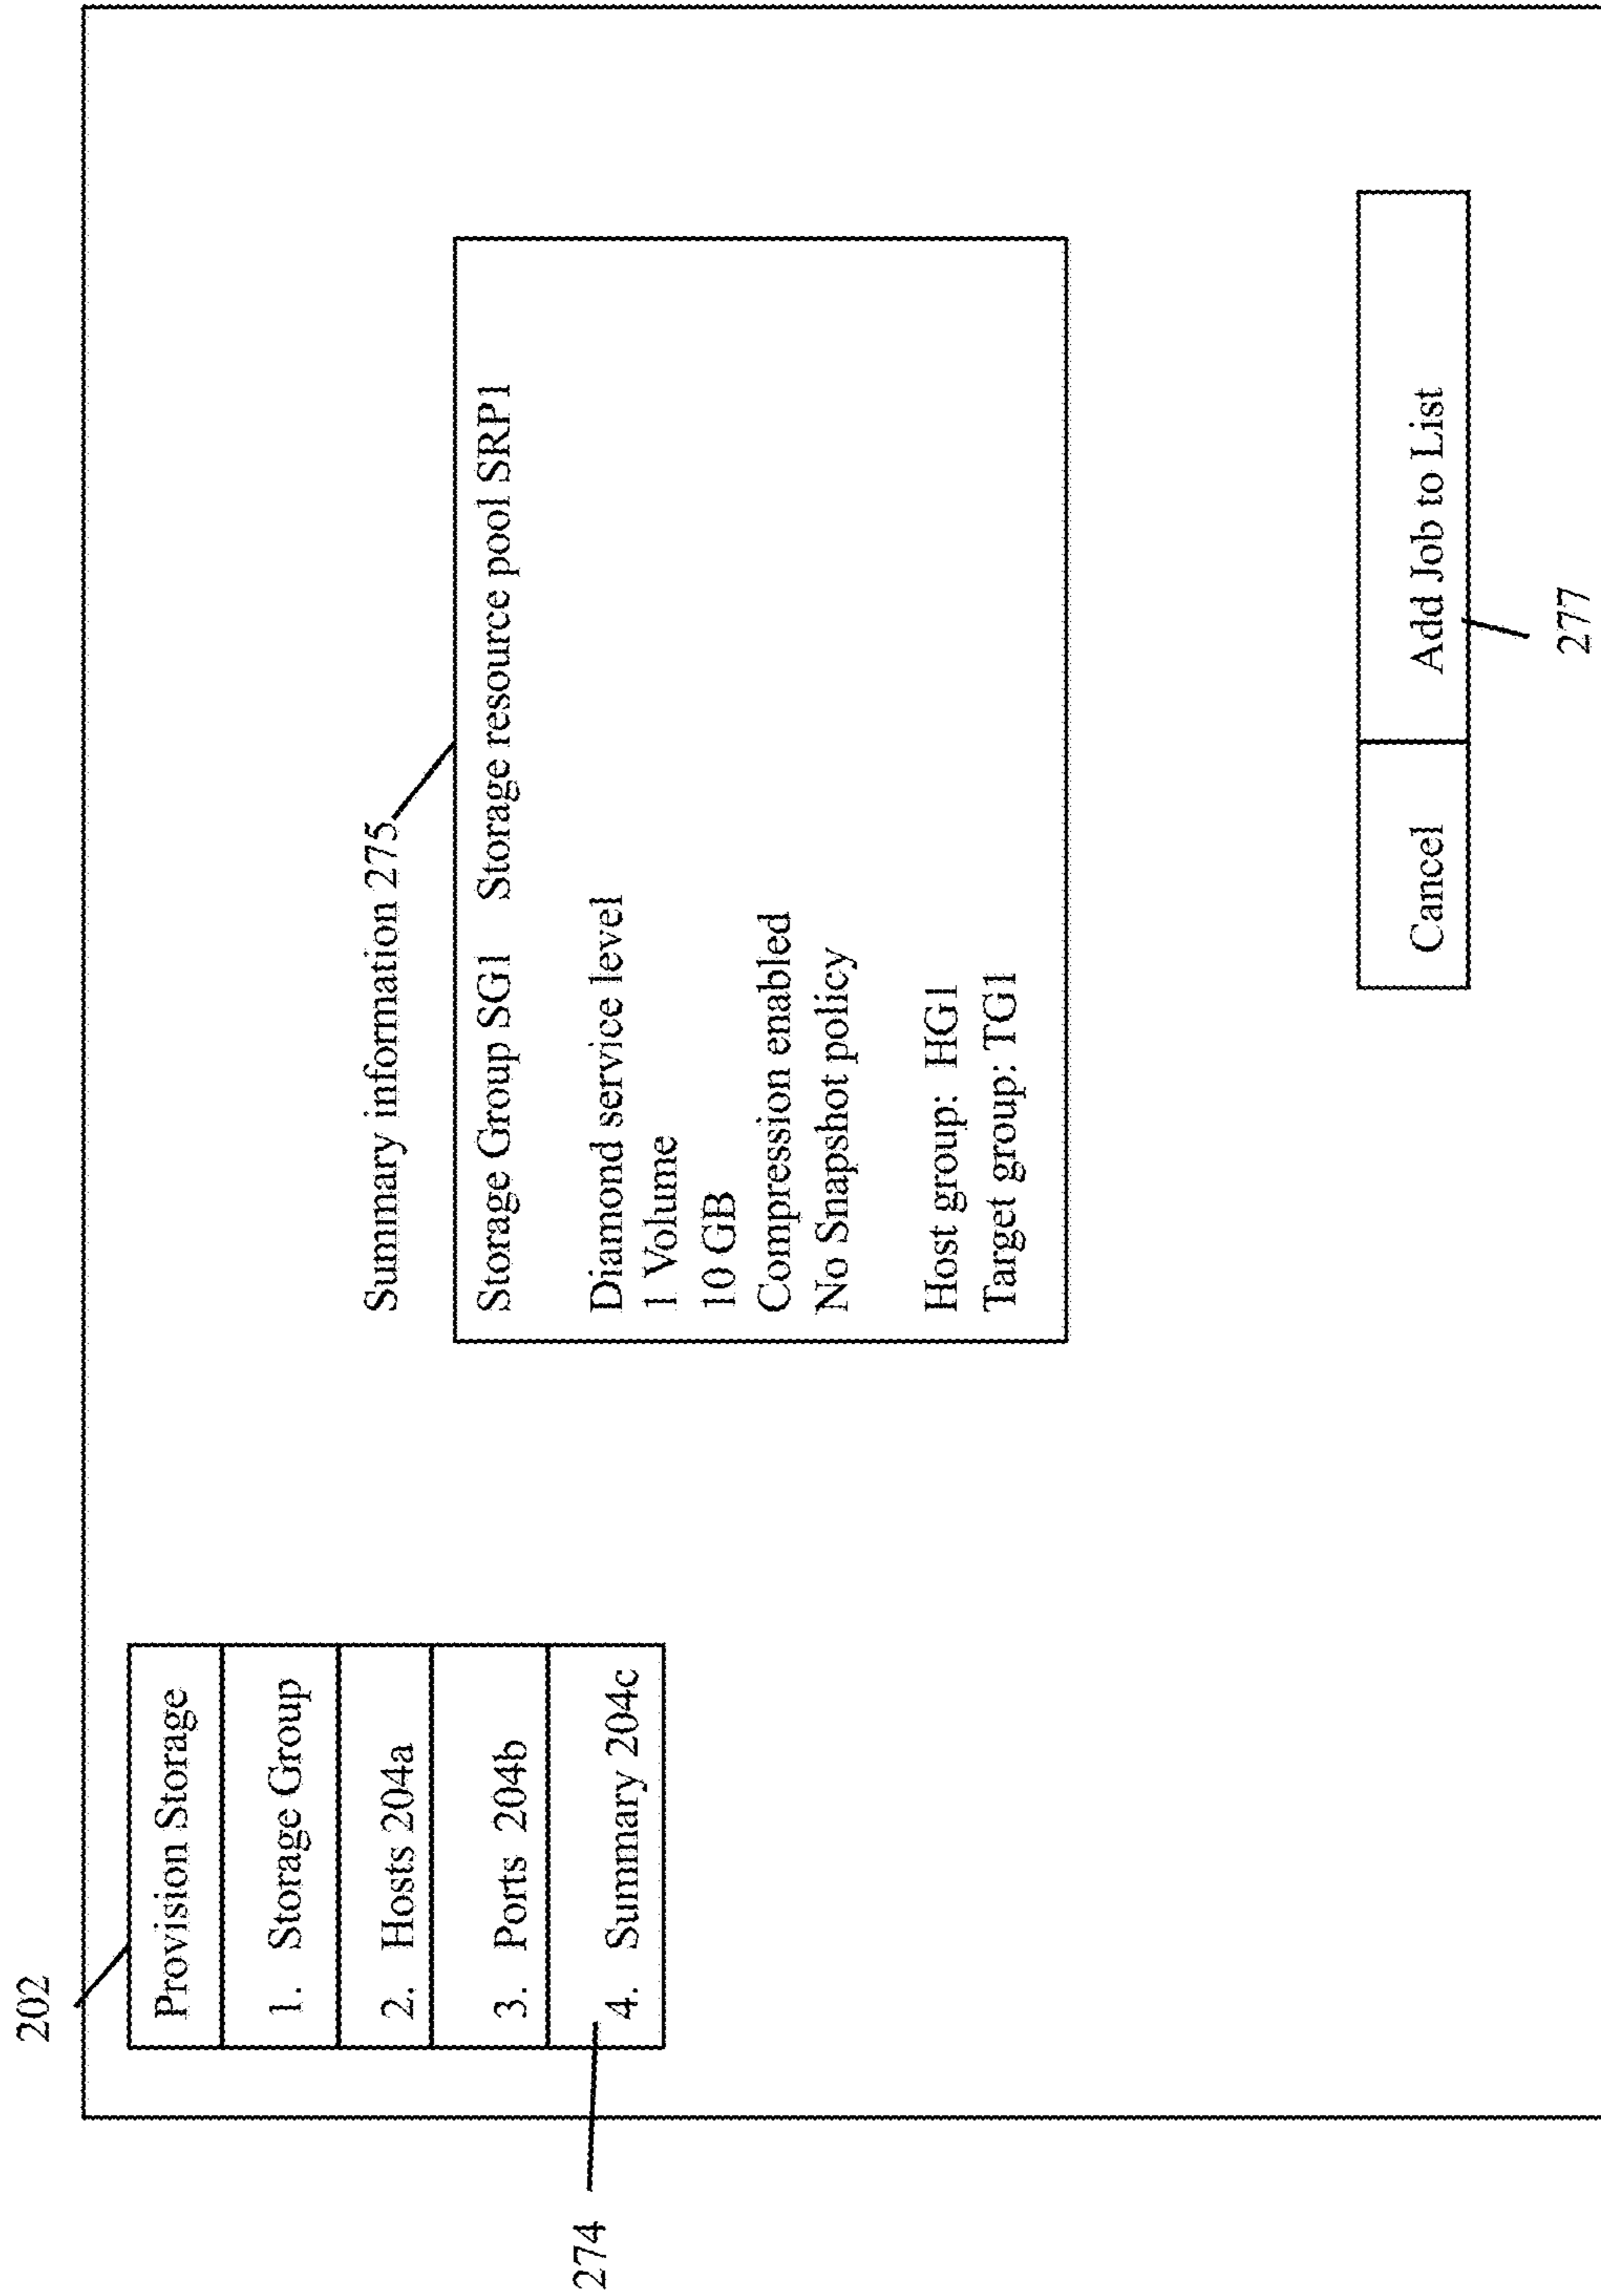 202
Provision Storage
1. Storage Group
2. Hosts 204a
3. Ports 204b
4. Summary 204c
274
Summary information 275
Storage Group SG1 Storage resource pool SRP1
Diamond service level
1 Volume
10 GB
Compression enabled
No Snapshot policy
Host group: HG1
Target group: TG1
Cancel
Add Job to List
277